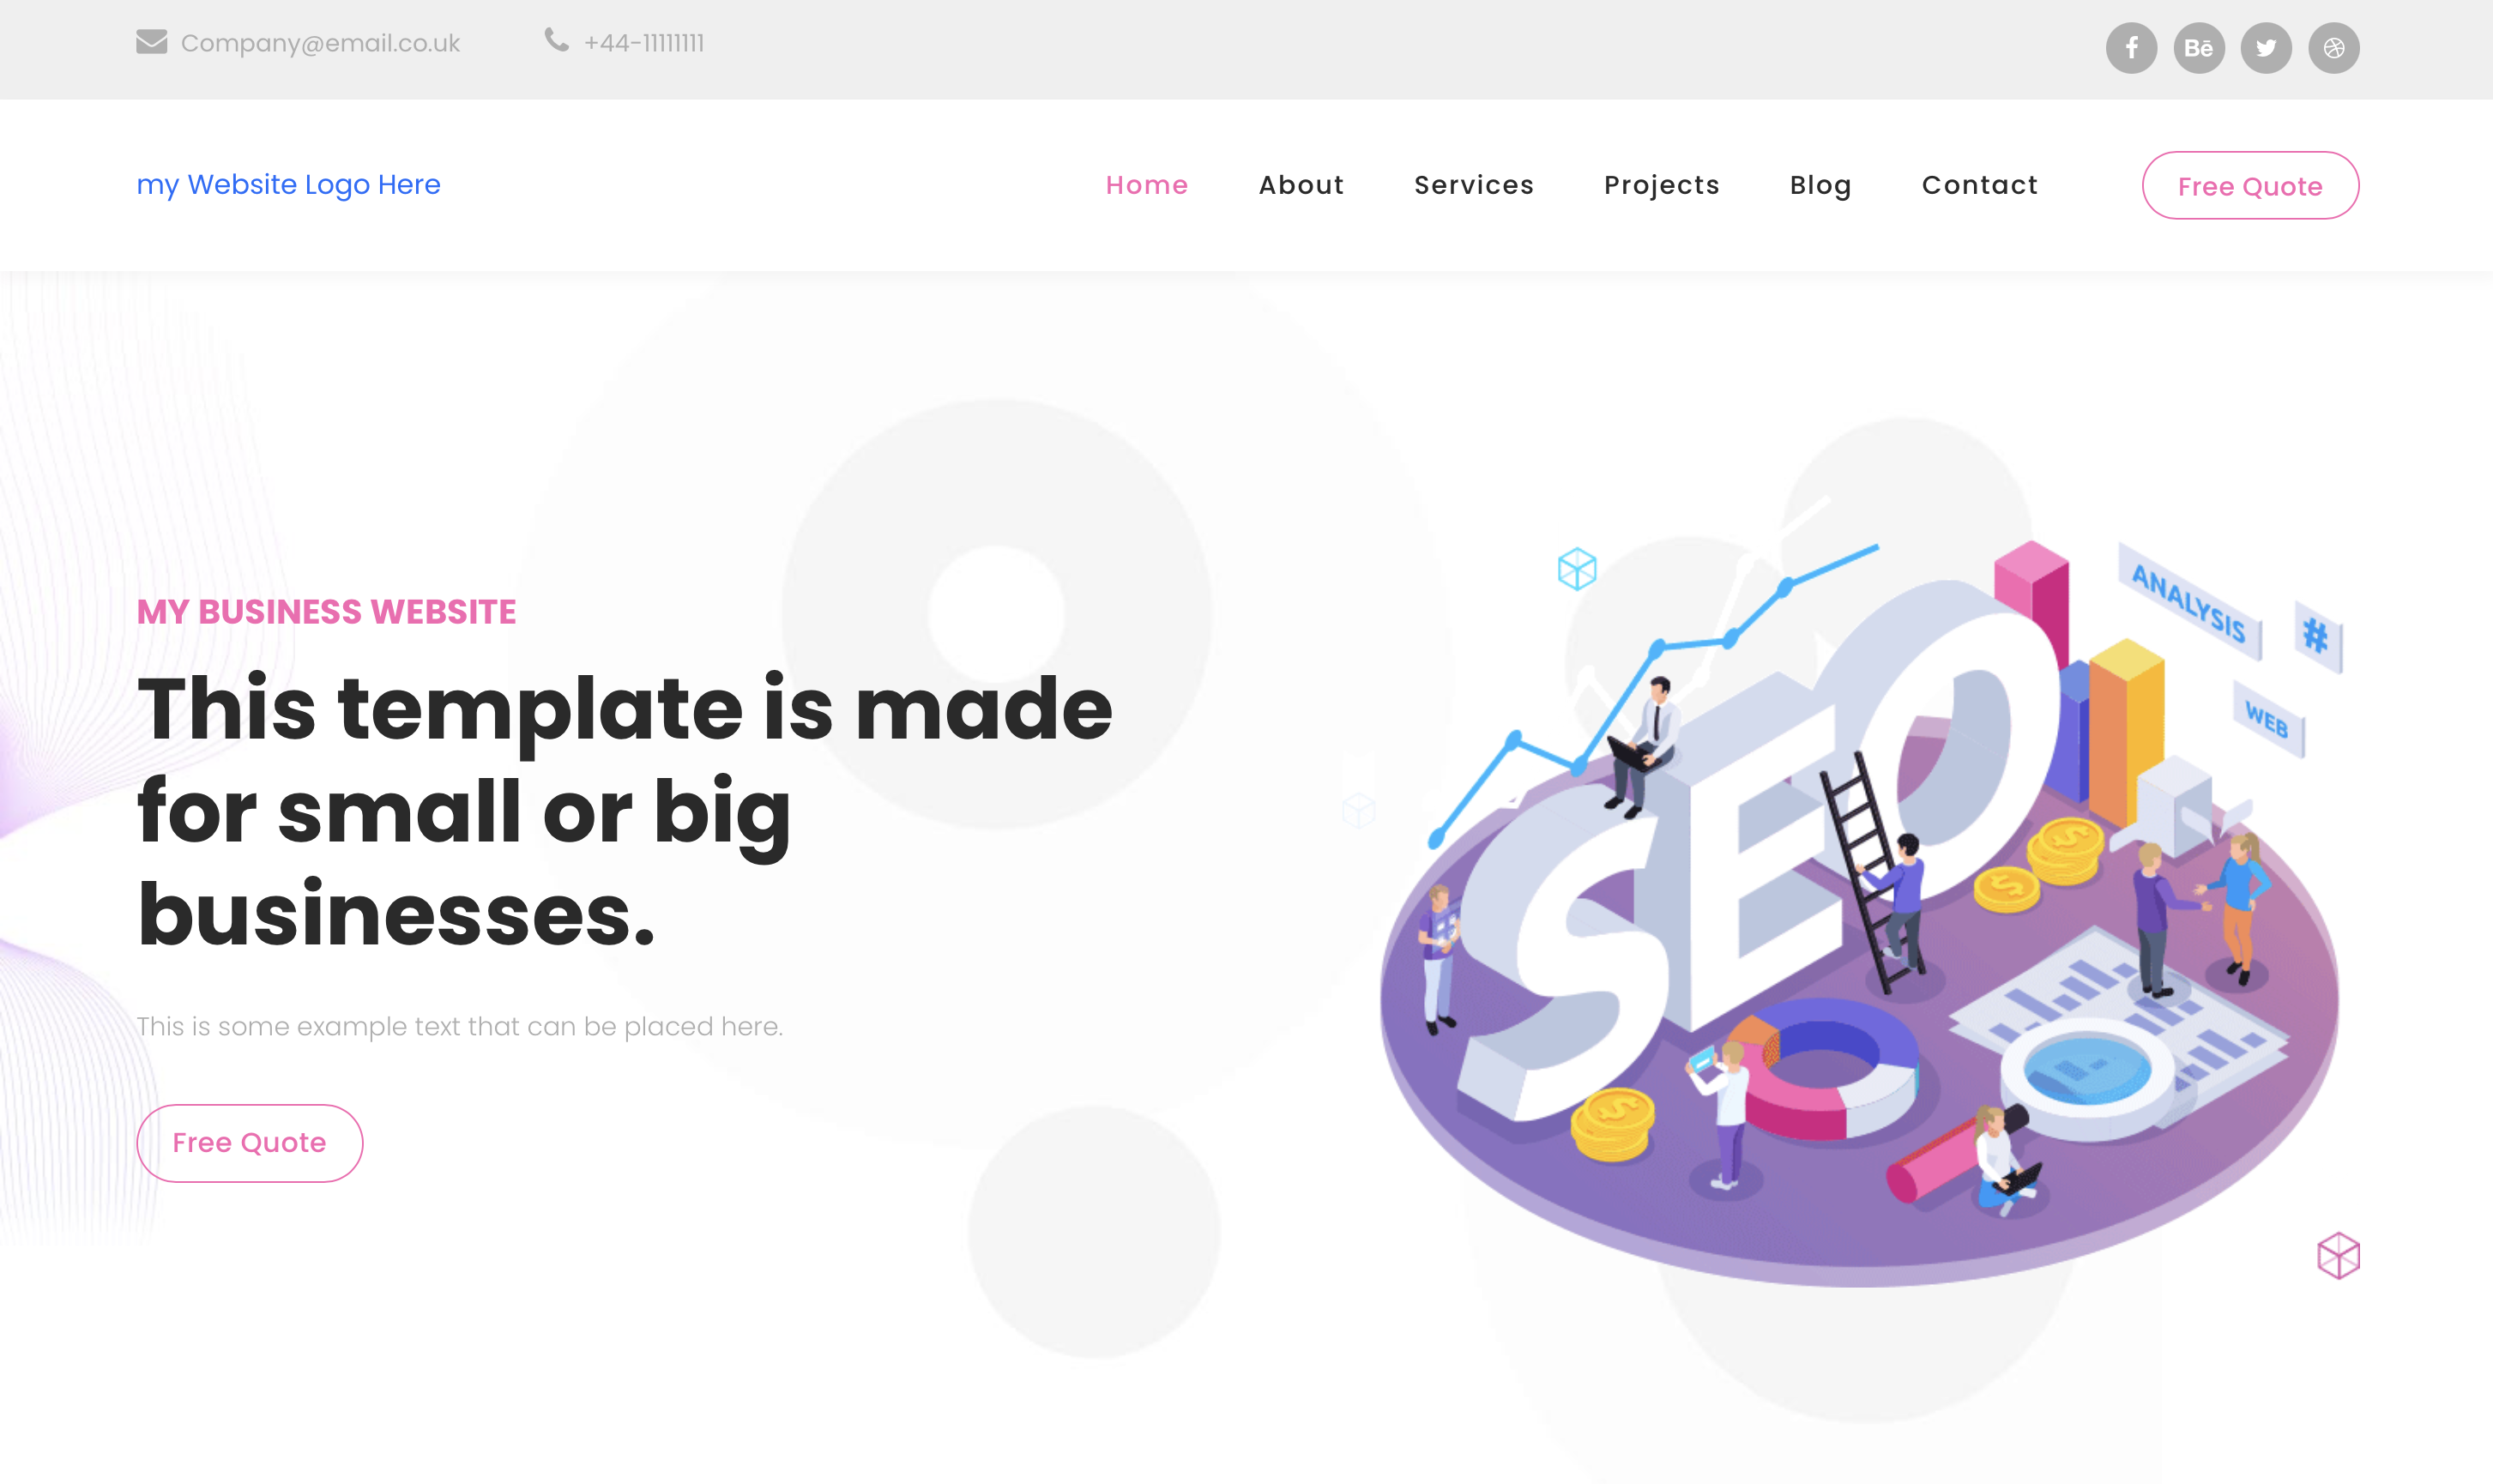 Company@email.co.uk +44-11111111 Bē
my Website Logo Here Home About Services Projects Blog Contact Free Quote
MY BUSINESS WEBSITE
This template is made
for small or big
businesses.
This is some example text that can be placed here.
Free Quote
SEO
ANALYSIS
#
WEB